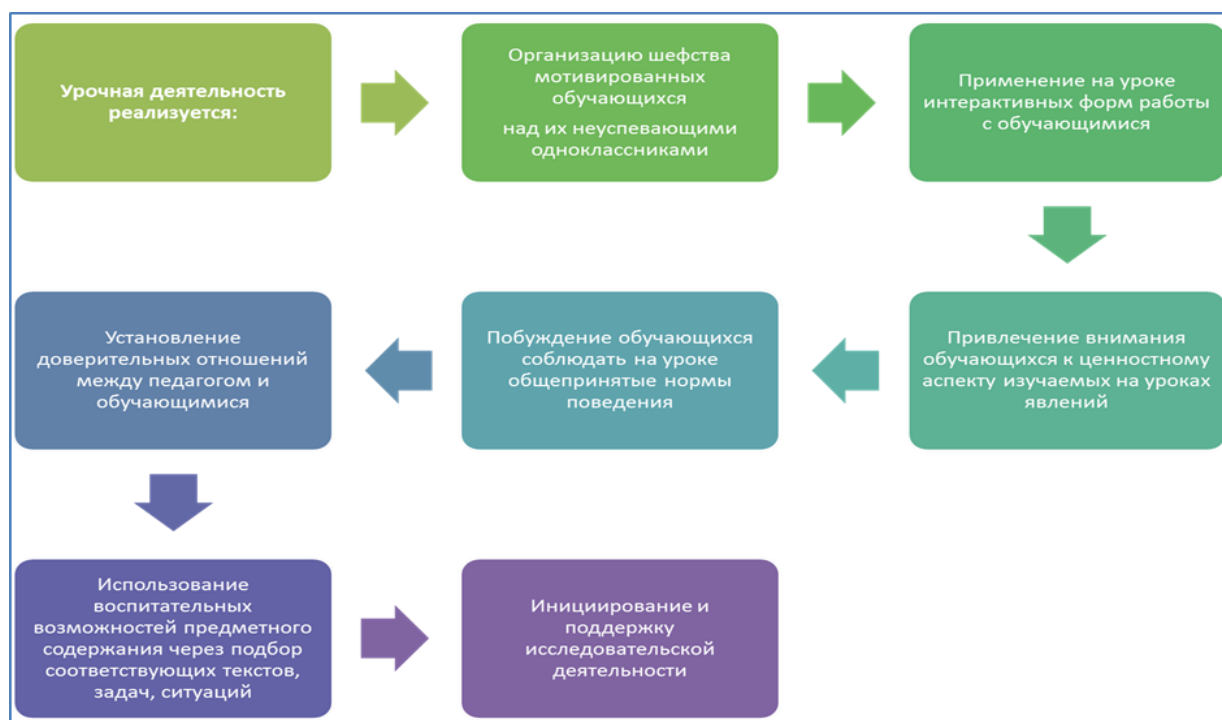 Урочная деятельность
реализуется:
Организацию шефства
мотивированных
обучающихся
над их неуспевающими
одноклассниками
Применение на уроке
интерактивных форм работы
с обучающимися
Привлечение внимания
обучающихся к ценностному
аспекту изучаемых на уроках
явлений
Побуждение обучающихся
соблюдать на уроке
общепринятые нормы
поведения
Установление
доверительных отношений
между педагогом и
обучающимися
Использование
воспитательных
возможностей предметного
содержания через подбор
соответствующих текстов,
задач, ситуаций
Инициирование и
поддержку
исследовательской
деятельности